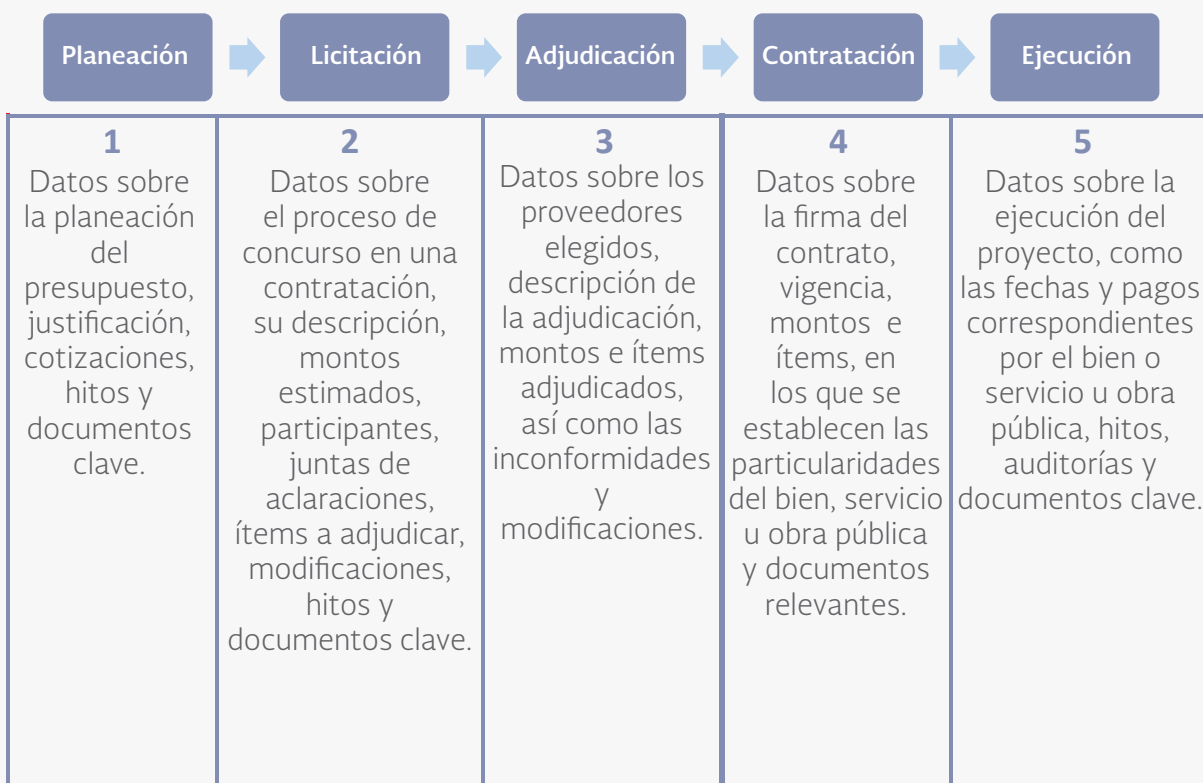 Planeación
Licitación
Adjudicación
Contratación
Ejecución
1
Datos sobre
la planeación
del
presupuesto,
justificación,
cotizaciones,
hitos y
documentos
clave.
2
Datos sobre
el proceso de
concurso en una
contratación,
su descripción,
montos
estimados,
participantes,
juntas de
aclaraciones,
ítems a adjudicar,
modificaciones,
hitos y
documentos clave.
3
Datos sobre los
proveedores
elegidos,
descripción de
la adjudicación,
montos e ítems
adjudicados,
así como las
inconformidades
y
modificaciones.
4
Datos sobre
la firma del
contrato,
vigencia,
montos e
ítems, en
los que se
establecen las
particularidades
del bien, servicio
u obra pública
y documentos
relevantes.
5
Datos sobre la
ejecución del
proyecto, como
las fechas y pagos
correspondientes
por el bien o
servicio u obra
pública, hitos,
auditorías y
documentos clave.